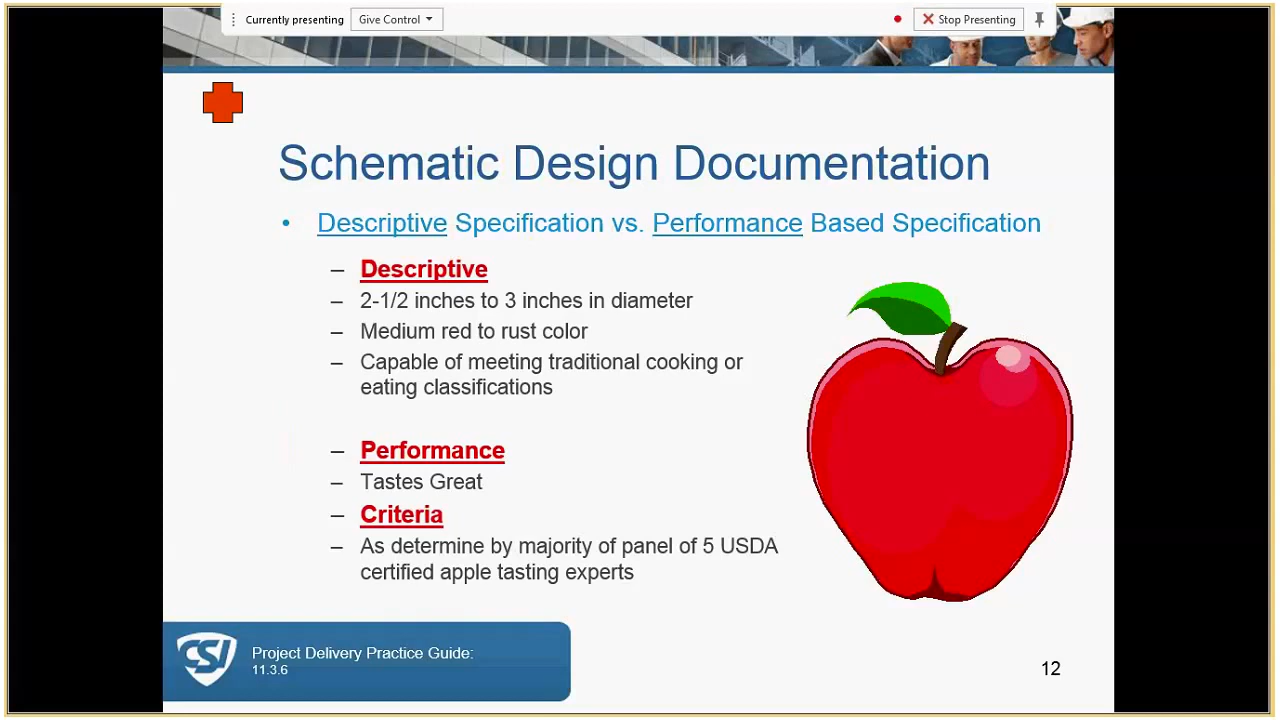 Currently presenting Give Control Stop Presenting
Schematic Design Documentation
• Descriptive Specification vs. Performance Based Specification
– Descriptive
– 2-1/2 inches to 3 inches in diameter
– Medium red to rust color
– Capable of meeting traditional cooking or
eating classifications
– Performance
– Tastes Great
– Criteria
– As determine by majority of panel of 5 USDA
certified apple tasting experts
CSI
Project Delivery Practice Guide:
11.3.6
12